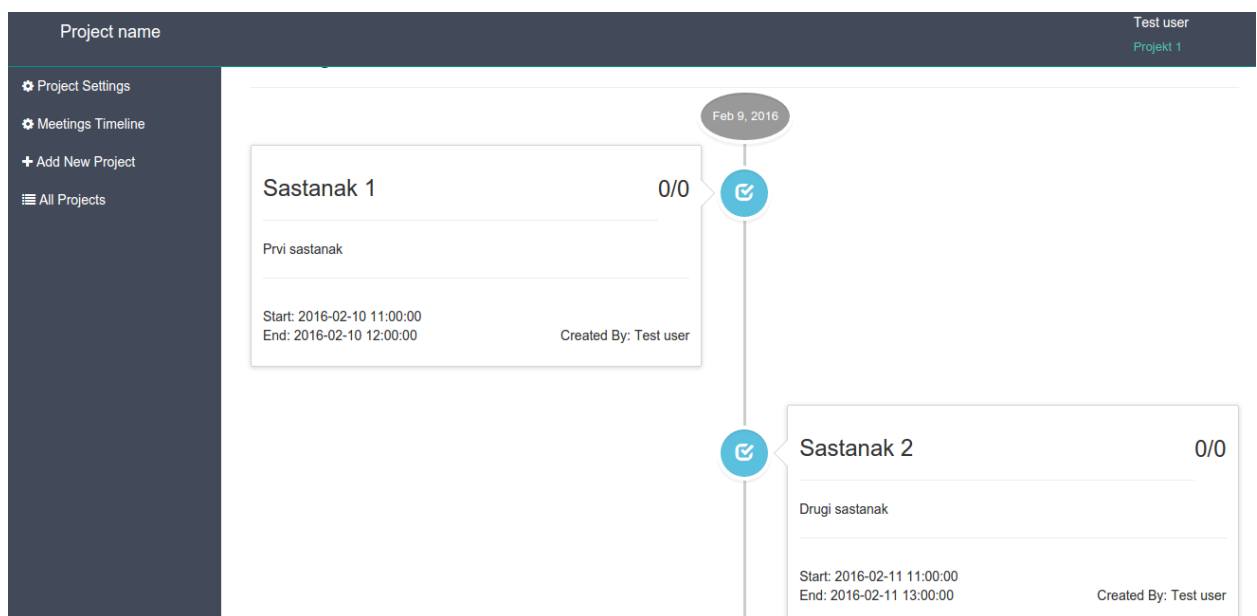 Project name
Test user
Projekt 1
Project Settings
Meetings Timeline
Add New Project
All Projects
Feb 9, 2016
Sastanak 1 0/0
Prvi sastanak
Start: 2016-02-10 11:00:00
End: 2016-02-10 12:00:00 Created By: Test user
Sastanak 2 0/0
Drugi sastanak
Start: 2016-02-11 11:00:00
End: 2016-02-11 13:00:00 Created By: Test user